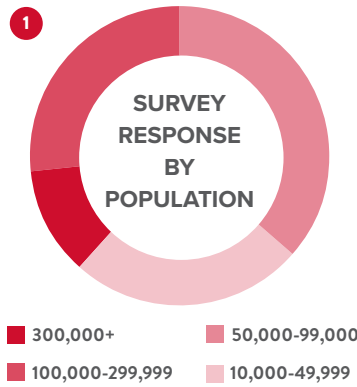 1
SURVEY
RESPONSE
BY
POPULATION
300,000+
50,000-99,000
100,000-299,999
10,000-49,999